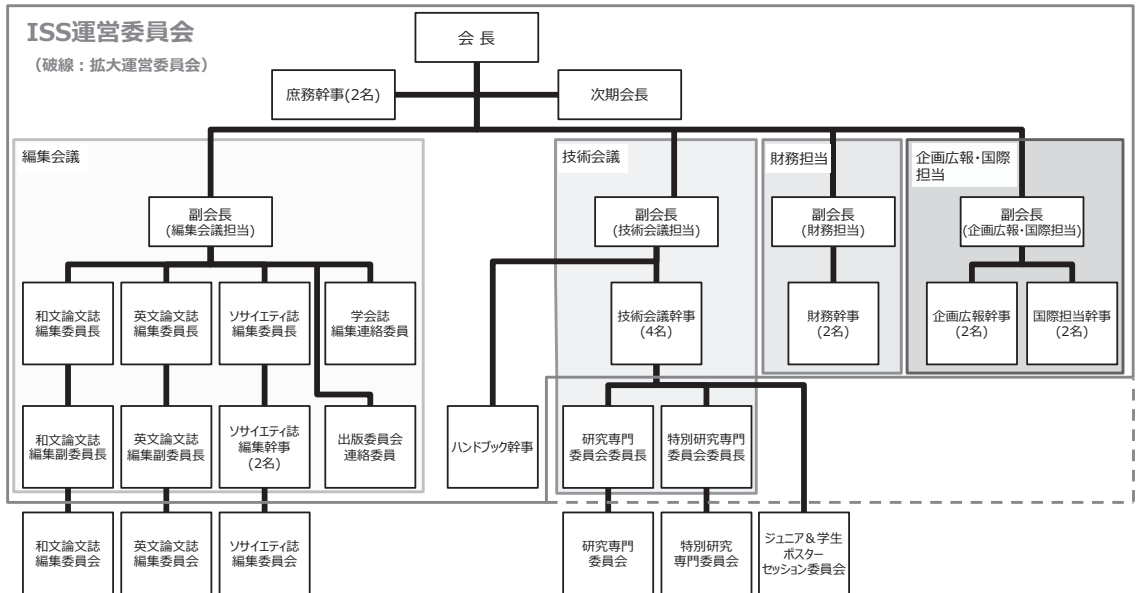 ISS運営委員会
(破線：拡大運営委員会)
会 長
庶務幹事(2名)
次期会長
編集会議
技術会議
財務担当
企画広報・国際
担当
副会長
(編集会議担当)
副会長
(技術会議担当)
副会長
(財務担当)
副会長
(企画広報・国際担当)
和文論文誌
編集委員長
英文論文誌
編集委員長
ソサイエティ誌
編集委員長
学会誌
編集連絡委員
技術会議幹事
(4名)
財務幹事
(2名)
企画広報幹事
(2名)
国際担当幹事
(2名)
和文論文誌
編集副委員長
英文論文誌
編集副委員長
ソサイエティ誌
編集幹事
(2名)
出版委員会
連絡委員
ハンドブック幹事
研究専門
委員会委員長
特別研究専門
委員会委員長
和文論文誌
編集委員会
英文論文誌
編集委員会
ソサイエティ誌
編集委員会
研究専門
委員会
特別研究
専門委員会
ジュニア＆学生
ポスター
セッション委員会